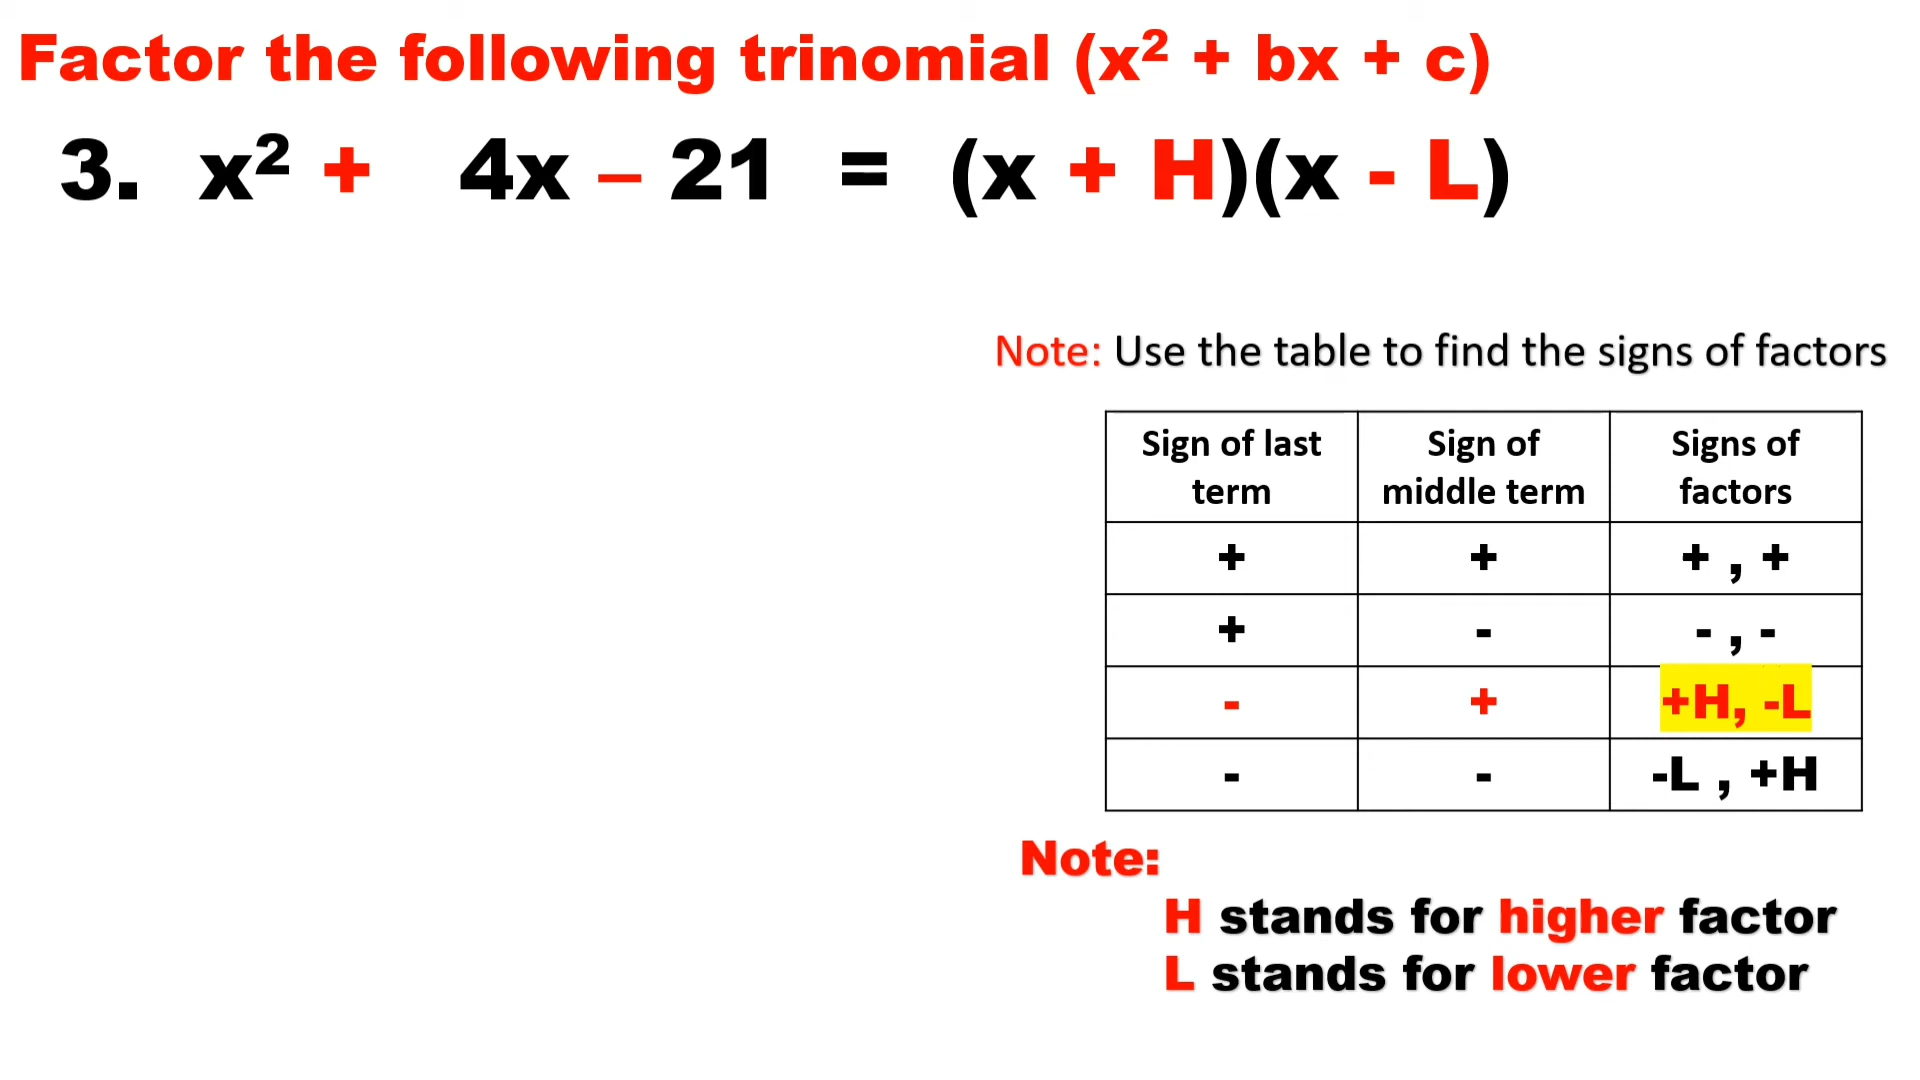 Factor the following trinomial (x² + bx + c)
3. x² + 4x – 21 = (x + H)(x - L)
Note: Use the table to find the signs of factors
Sign of last term Sign of middle term Signs of factors
+ + + , +
+ - - , -
- + +H, -L
- - -L , +H
Note:
H stands for higher factor
L stands for lower factor